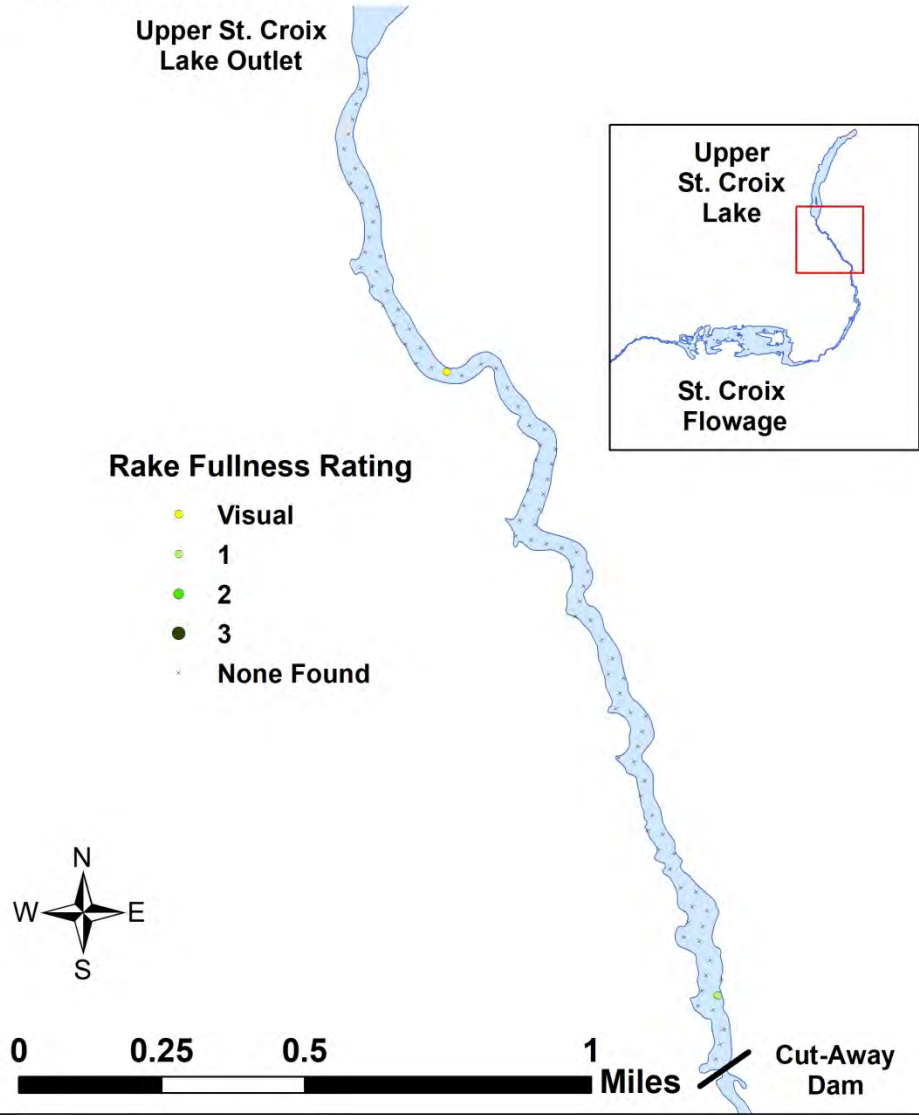 Upper St. Croix
Lake Outlet
Upper
St. Croix
Lake
St. Croix
Flowage
Rake Fullness Rating
Visual
1
2
3
None Found
N
W E
S
0 0.25 0.5 1 Miles
Cut-Away
Dam